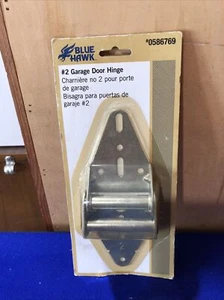 BLUE
HAWK
#0586769
#2 Garage Door Hinge
Charnière no 2 pour porte
de garage
Bisagra para puertas de
garaje #2
2